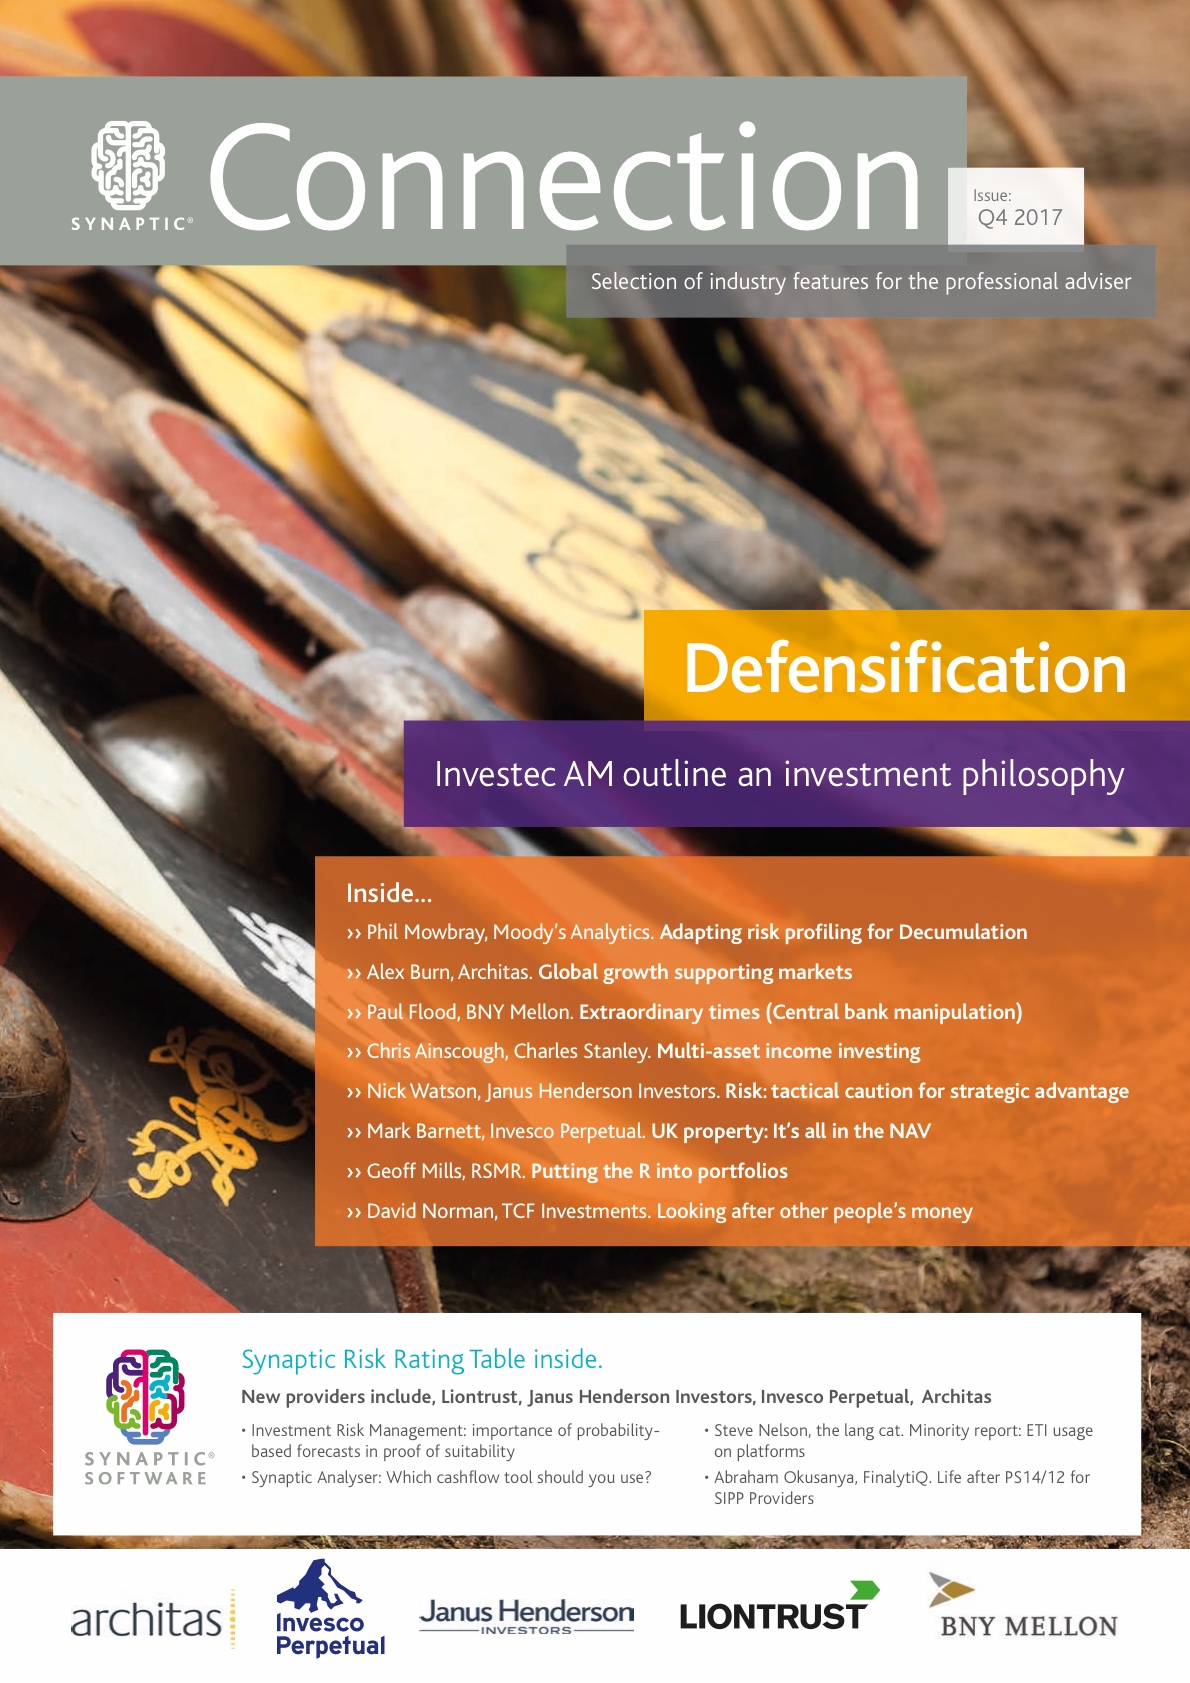 SYNAPTIC®
Connection
Issue:
Q4 2017
Selection of industry features for the professional adviser
Defensification
Investec AM outline an investment philosophy
Inside...
›› Phil Mowbray, Moody's Analytics. Adapting risk profiling for Decumulation
›› Alex Burn, Architas. Global growth supporting markets
›› Paul Flood, BNY Mellon. Extraordinary times (Central bank manipulation)
›› Chris Ainscough, Charles Stanley. Multi-asset income investing
›› Nick Watson, Janus Henderson Investors. Risk: tactical caution for strategic advantage
›› Mark Barnett, Invesco Perpetual. UK property: It's all in the NAV
›› Geoff Mills, RSMR. Putting the R into portfolios
›› David Norman, TCF Investments. Looking after other people's money
SYNAPTIC®
SOFTWARE
Synaptic Risk Rating Table inside.
New providers include, Liontrust, Janus Henderson Investors, Invesco Perpetual, Architas
• Investment Risk Management: importance of probability-
based forecasts in proof of suitability
• Synaptic Analyser: Which cashflow tool should you use?
• Steve Nelson, the lang cat. Minority report: ETI usage
on platforms
• Abraham Okusanya, FinalytiQ. Life after PS14/12 for
SIPP Providers
architas
Invesco
Perpetual
Janus Henderson
INVESTORS
LIONTRUST
BNY MELLON